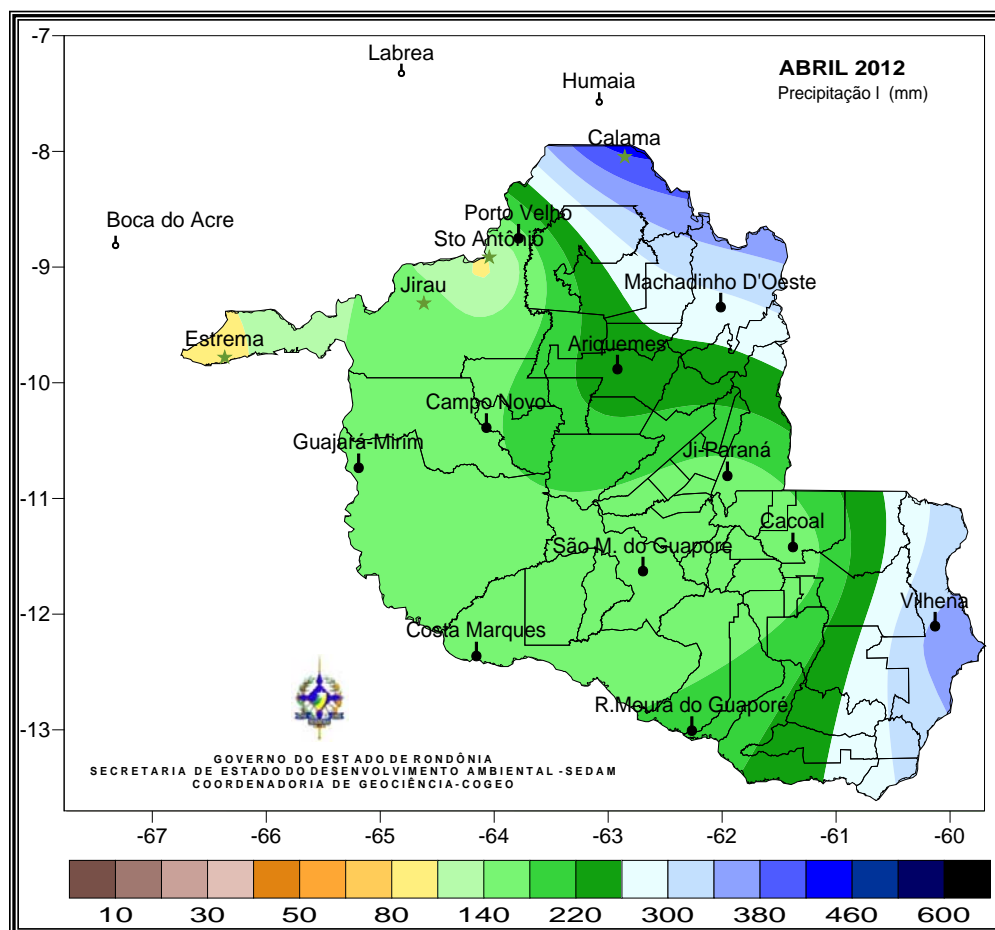 -7
Labrea
ABRIL 2012
Humaia
Precipitação I (mm)
Calama
-8
Boca do Acre
Porto Velho
Sto Antônio
-9
Jirau
Machadinho D'Oeste
Estrema
Ariquemes
-10
Campo Novo
Guajará-Mirim
Ji-Paraná
-11
Cacoal
São M. do Guaporé
Vilhena
-12
Costa Marques
R.Moura do Guaporé
-13
GOVERNO DO ESTADO DE RONDÔNIA
SECRETARIA DE ESTADO DO DESENVOLVIMENTO AMBIENTAL -SEDAM
COORDENADORIA DE GEOCIÊNCIA-COGEO
-67 -66 -65 -64 -63 -62 -61 -60
10 30 50 80 140 220 300 380 460 600